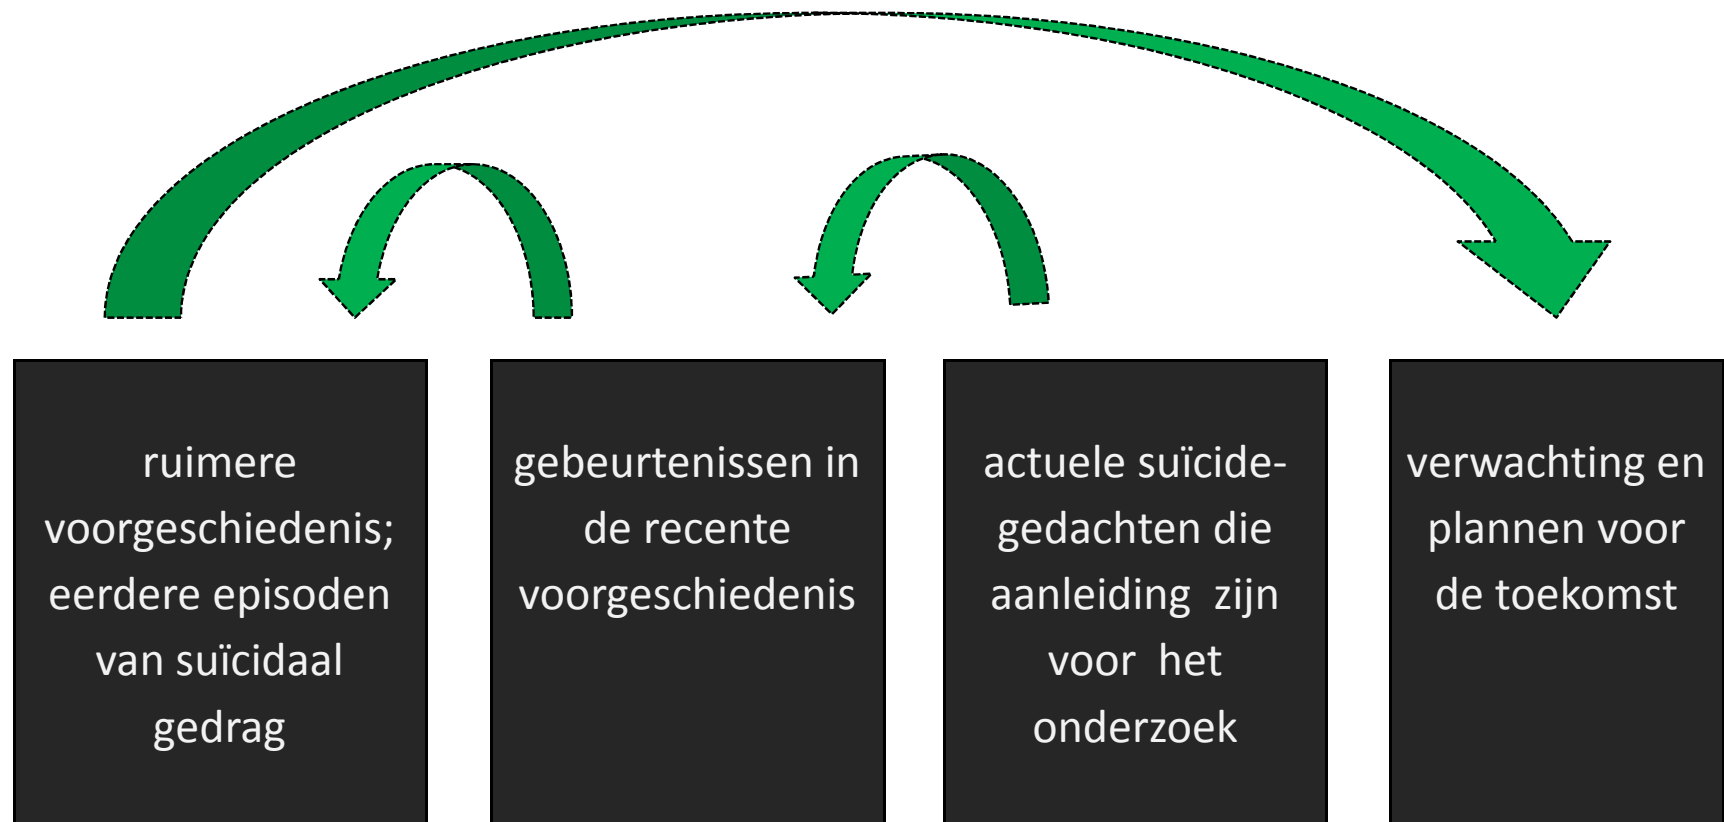 ruimere
voorgeschiedenis;
eerdere episoden
van suïcidaal
gedrag
gebeurtenissen in
de recente
voorgeschiedenis
actuele suïcide-
gedachten die
aanleiding  zijn
voor  het
onderzoek
verwachting en
plannen voor
de toekomst